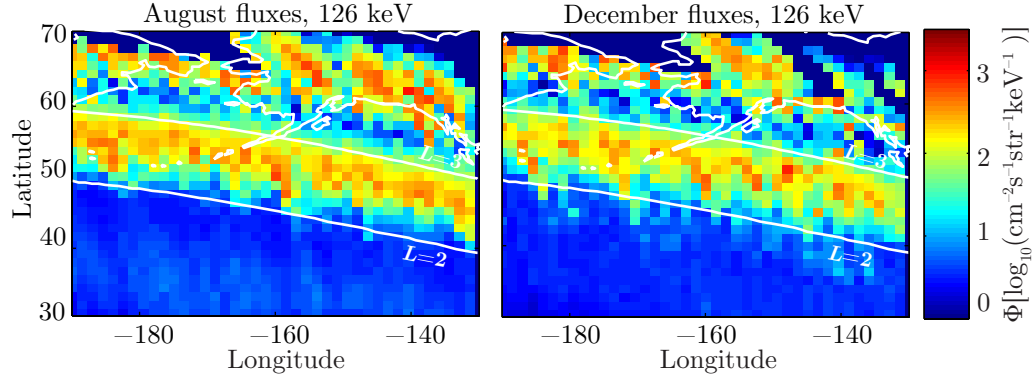 August fluxes, 126 keV
December fluxes, 126 keV
70
60
50
40
30
Latitude
L=3
L=2
L=3
L=2
−180
−160
−140
−180
−160
−140
Longitude
Longitude
3
2
1
0
Φ[log₁₀(cm⁻²s⁻¹str⁻¹keV⁻¹)]